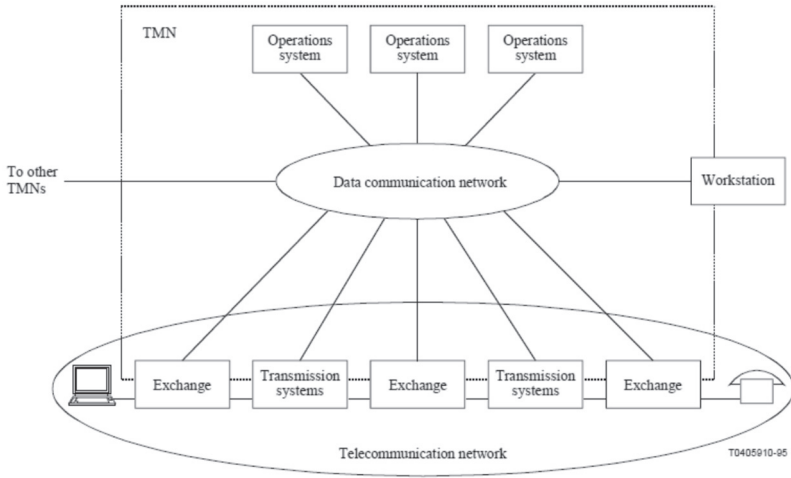 TMN
Operations
system
Operations
system
Operations
system
To other
TMNs
Data communication network
Workstation
Exchange
Transmission
systems
Exchange
Transmission
systems
Exchange
Telecommunication network
T0405910-95